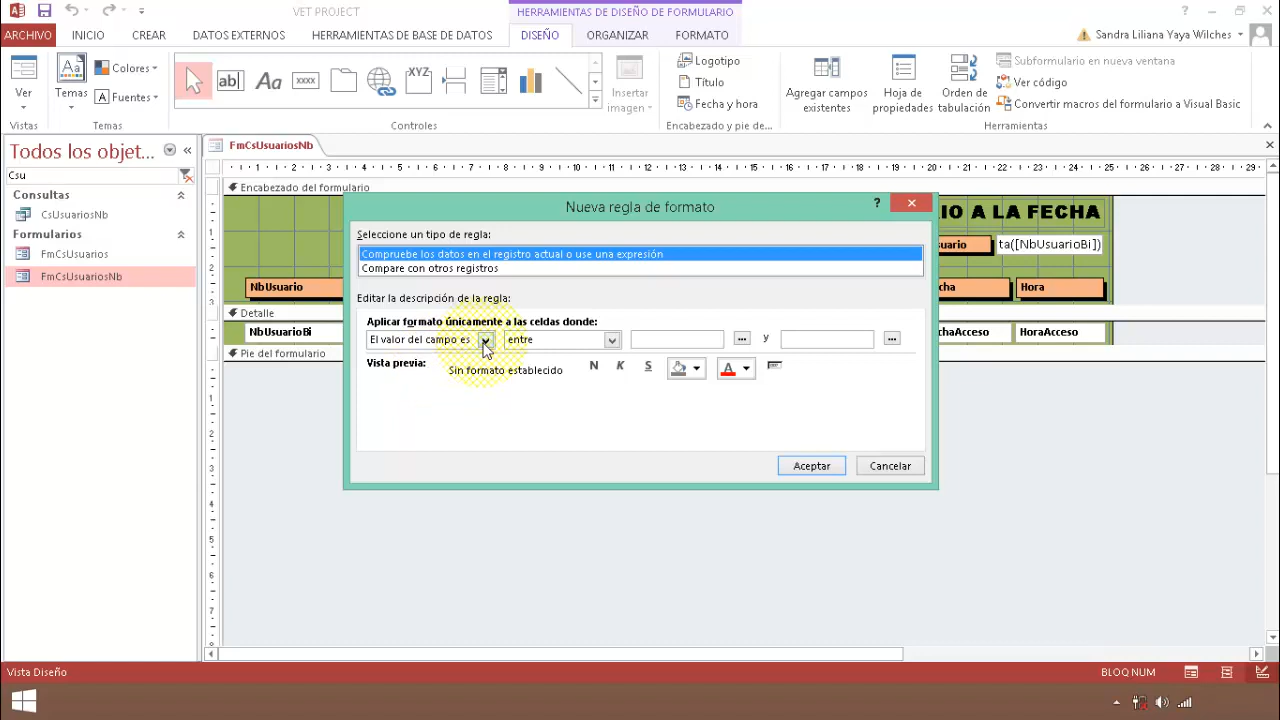 VET PROJECT
HERRAMIENTAS DE DISEÑO DE FORMULARIO
ARCHIVO INICIO CREAR DATOS EXTERNOS HERRAMIENTAS DE BASE DE DATOS DISEÑO ORGANIZAR FORMATO
Sandra Liliana Yaya Wilches
Ver
Vistas
Temas
Colores
Fuentes
Temas
ab|
Aa
xxxx
XYZ
Controles
Insertar
imagen
Logotipo
Título
Fecha y hora
Encabezado y pie de...
Agregar campos
existentes
Hoja de
propiedades
Orden de
tabulación
Subformulario en nueva ventana
Ver código
Convertir macros del formulario a Visual Basic
Herramientas
Todos los objet...
Csu
Consultas
CsUsuariosNb
Formularios
FmCsUsuarios
FmCsUsuariosNb
FmCsUsuariosNb
Encabezado del formulario
IO A LA FECHA
uario
ta([NbUsuarioBi])
NbUsuario
cha
Hora
Detalle
NbUsuarioBi
chaAcceso
HoraAcceso
Pie del formulario
Nueva regla de formato
?
Seleccione un tipo de regla:
Compruebe los datos en el registro actual o use una expresión
Compare con otros registros
Editar la descripción de la regla:
Aplicar formato únicamente a las celdas donde:
El valor del campo es entre ... y ...
Vista previa:
Sin formato establecido
N K S A
Aceptar Cancelar
Vista Diseño
BLOQ NUM